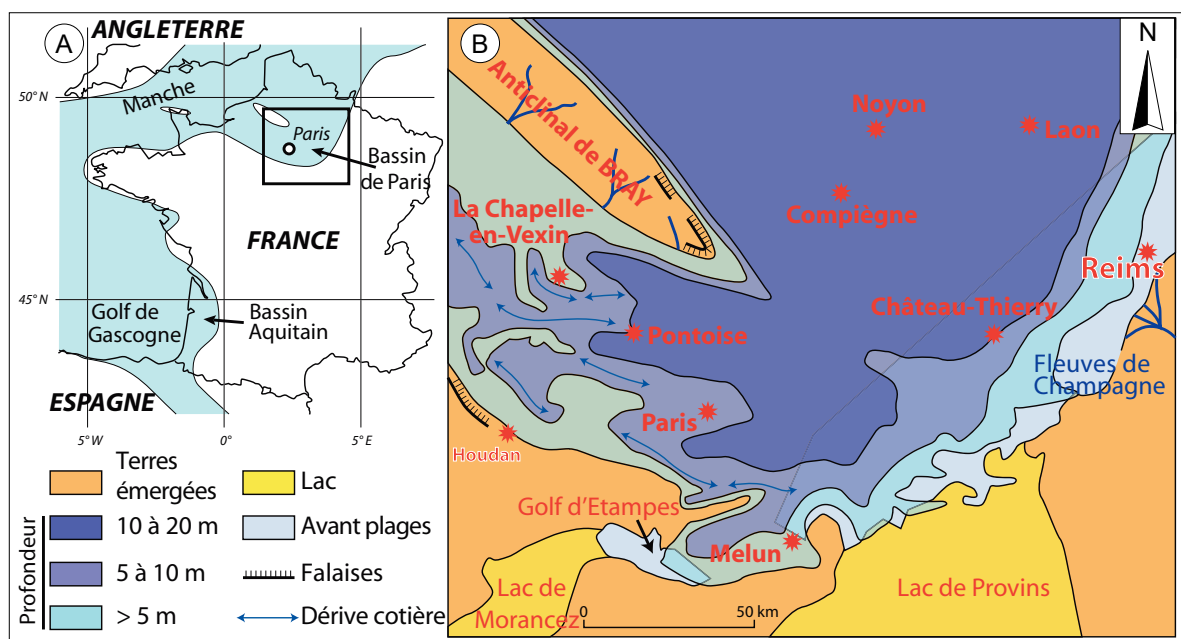 A
ANGLETERRE
50° N
Manche
Paris
Bassin
de Paris
FRANCE
45°N
Golf de
Gascogne
Bassin
Aquitain
ESPAGNE
5°W
0°
5°E
B
N
Anticlinal de BRAY
Noyon
Laon
Compiègne
La Chapelle-
en-Vexin
Reims
Château-Thierry
Pontoise
Fleuves de
Champagne
Paris
Houdan
Golf d'Etampes
Melun
Lac de
Morancez
Lac de Provins
0
50 km
Terres
émergées
Lac
Profondeur
10 à 20 m
Avant plages
5 à 10 m
Falaises
> 5 m
Dérive cotière